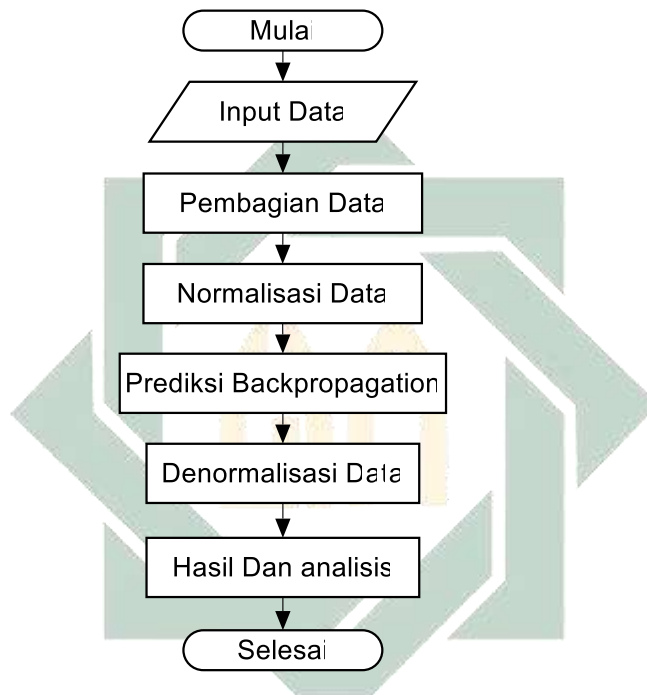 Mulai
Input Data
Pembagian Data
Normalisasi Data
Prediksi Backpropagation
Denormalisasi Data
Hasil Dan analisis
Selesai